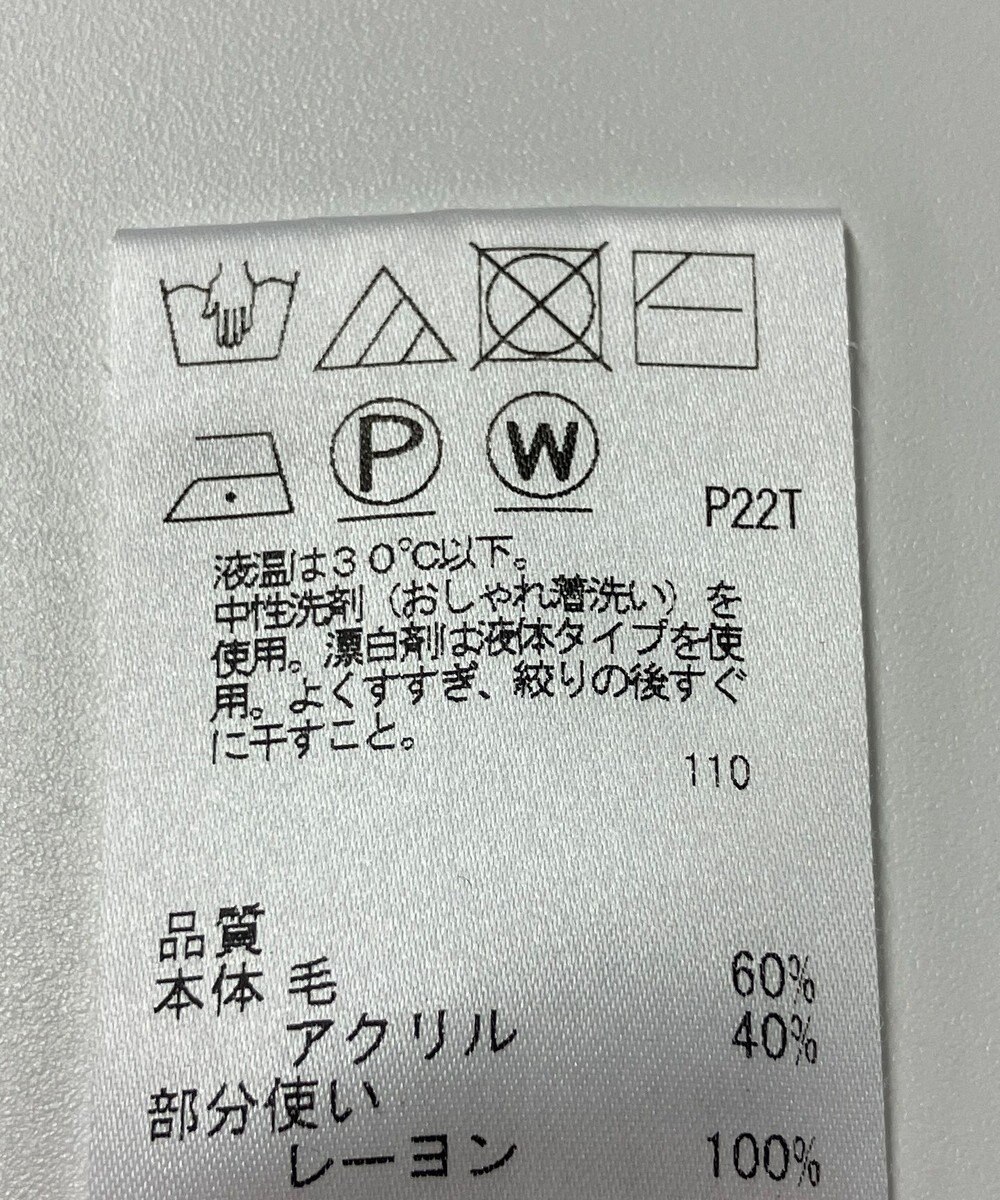 P
W
P22T
液温は30℃以下。
中性洗剤（おしゃれ着洗い）を
使用。漂白剤は液体タイプを使
用。よくすすぎ、絞りの後すぐ
に干すこと。
110
品質
本体 毛 60%
アクリル 40%
部分使い
レーヨン 100%